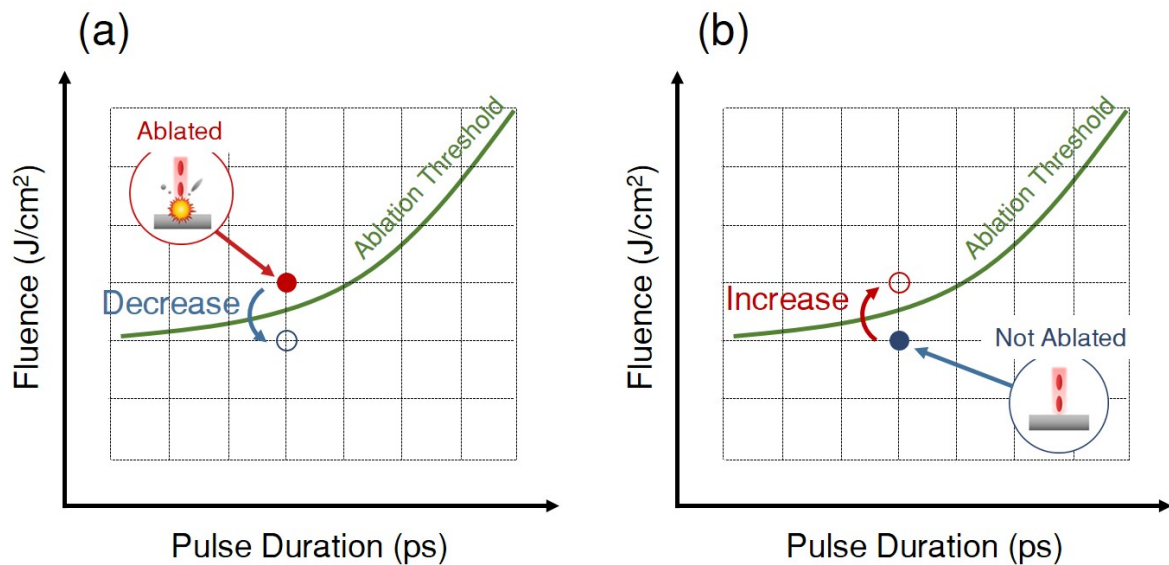 (a)
Fluence (J/cm²)
Ablated
Decrease
Ablation Threshold
Pulse Duration (ps)
(b)
Fluence (J/cm²)
Increase
Ablation Threshold
Not Ablated
Pulse Duration (ps)